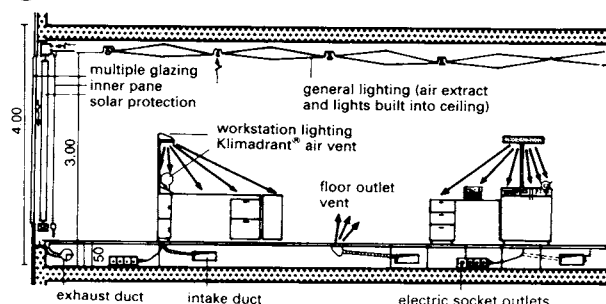 4.00
3.00
50
multiple glazing
inner pane
solar protection
general lighting (air extract
and lights built into ceiling)
workstation lighting
Klimadrant® air vent
floor outlet
vent
exhaust duct
intake duct
electric socket outlets